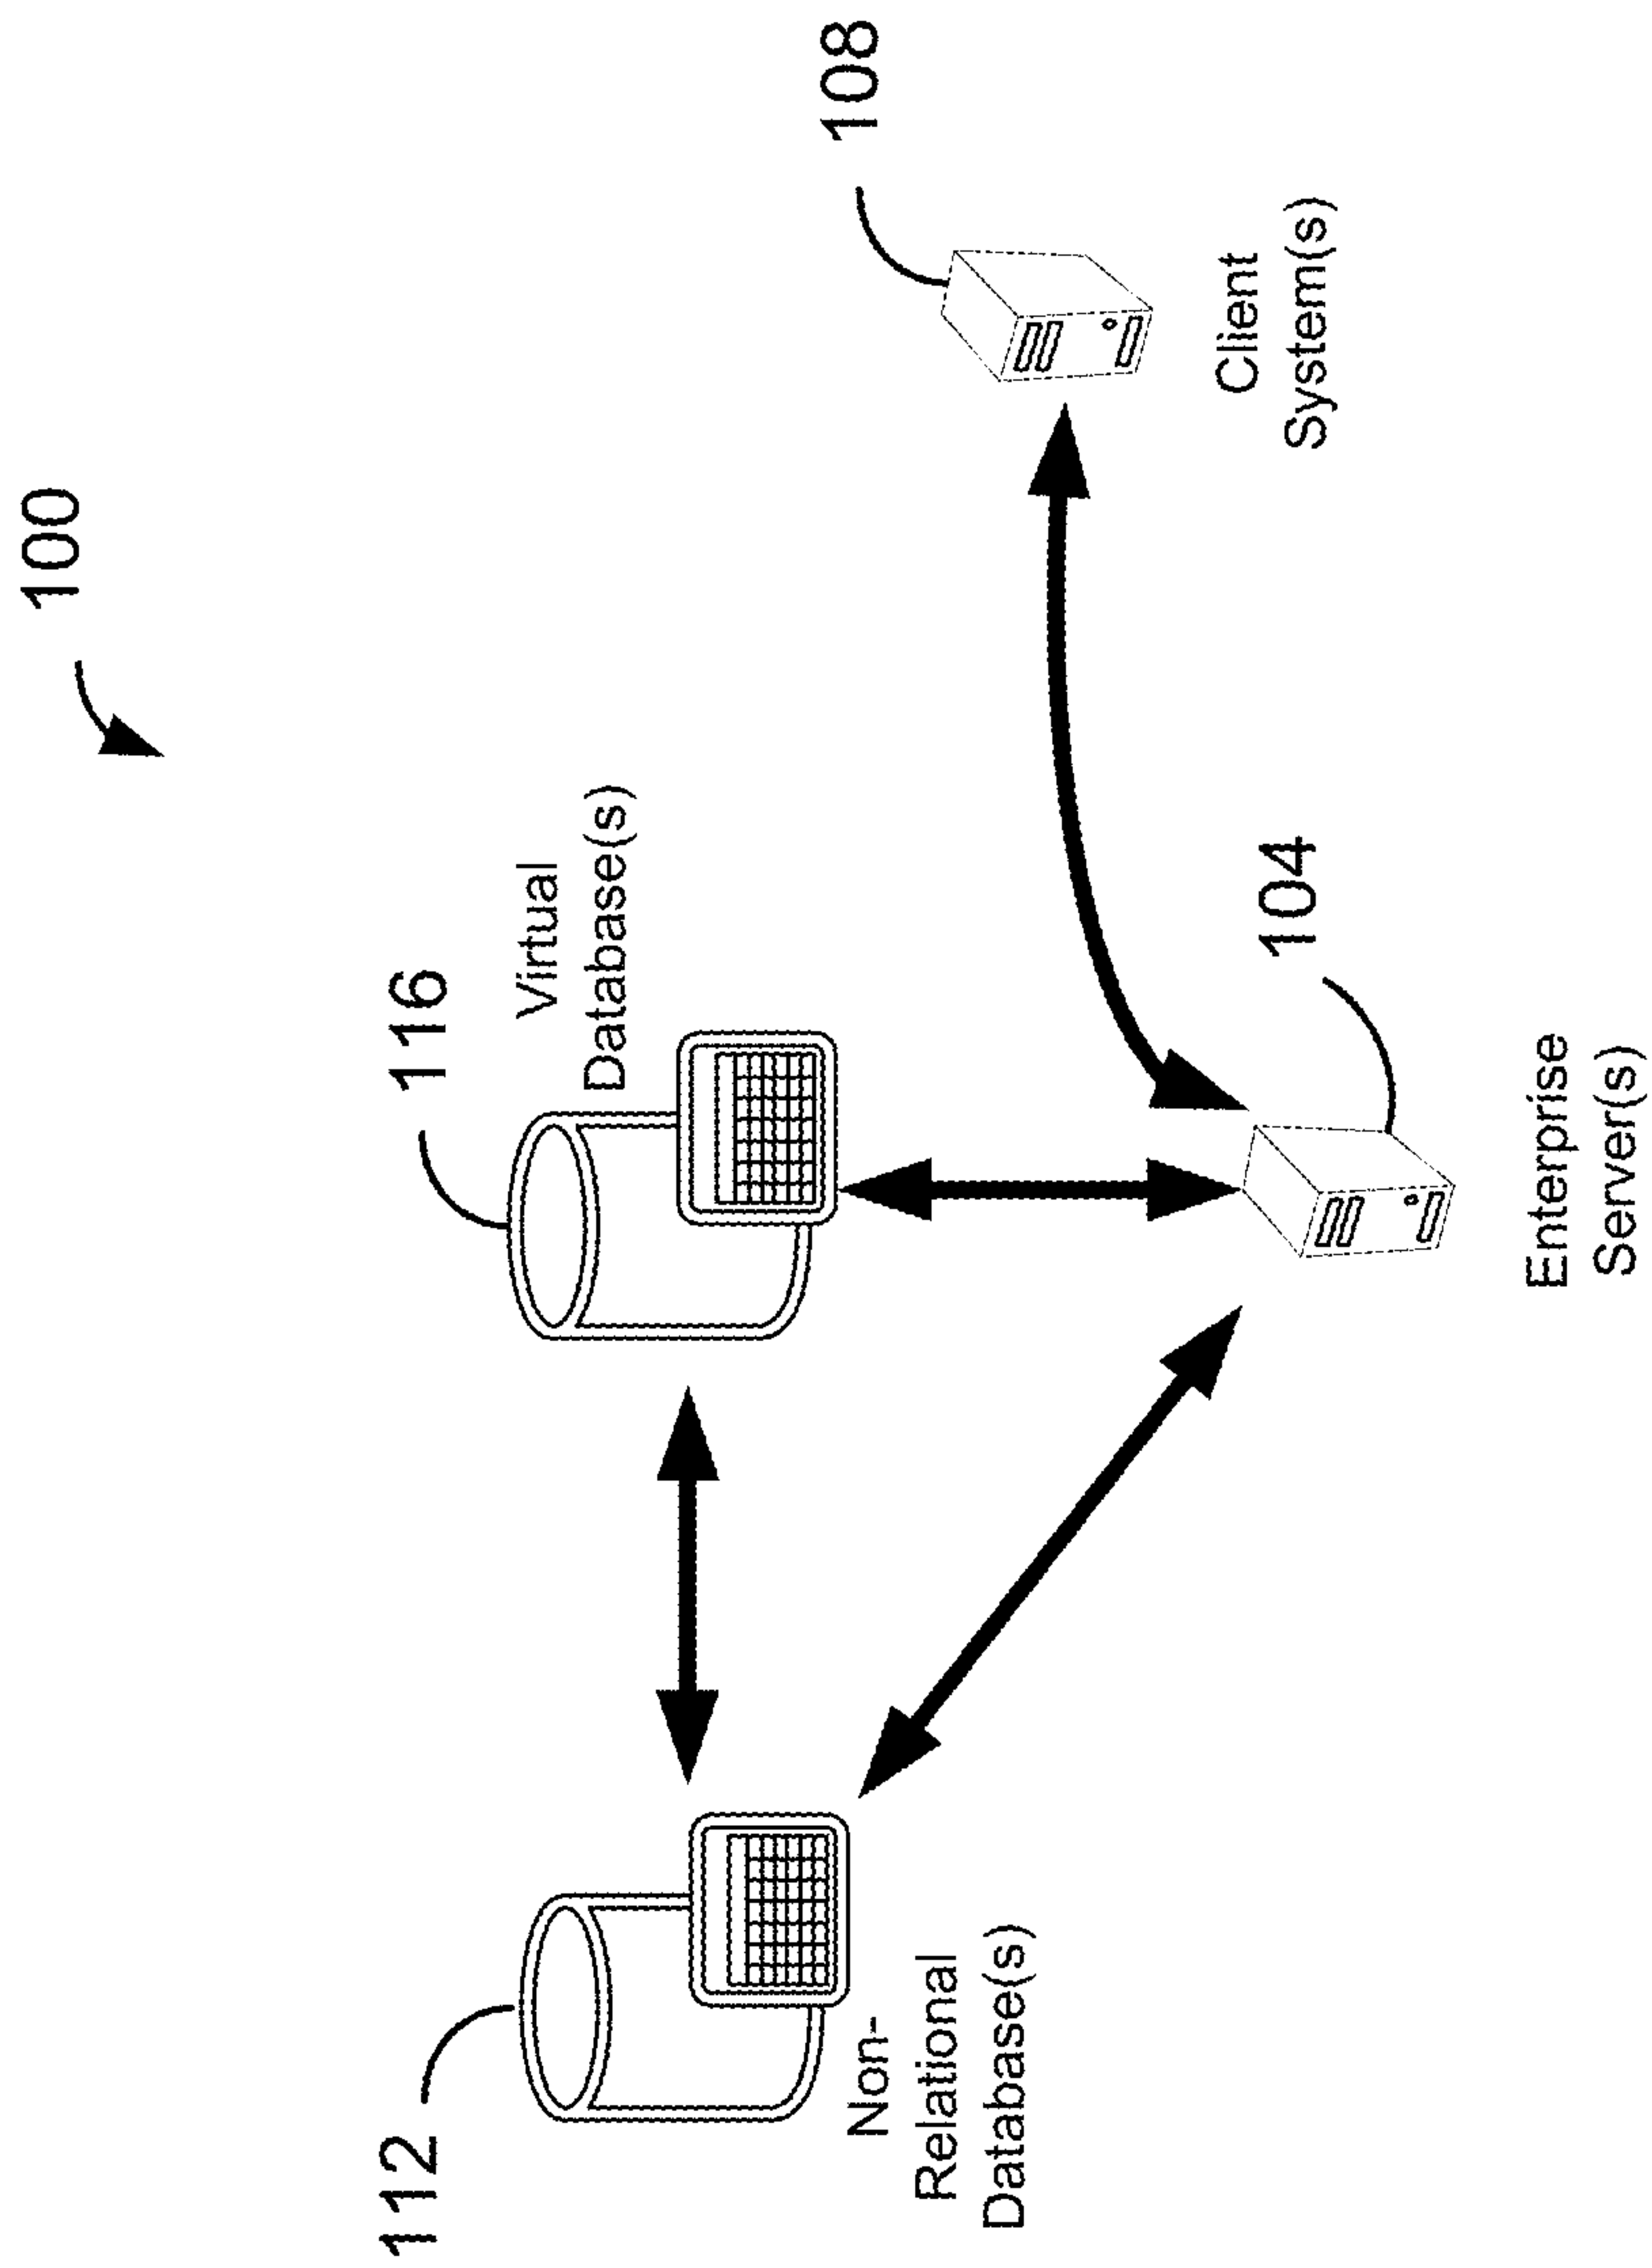 100
116
Virtual
Database(s)
112
Non-
Relational
Database(s)
108
Client
System(s)
104
Enterprise
Server(s)